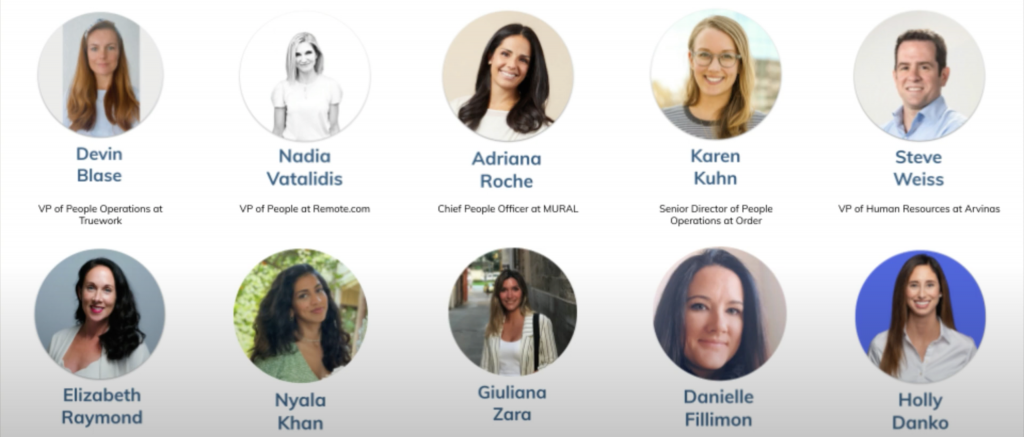 Devin
Blase
VP of People Operations at
Truework
Nadia
Vatalidis
VP of People at Remote.com
Adriana
Roche
Chief People Officer at MURAL
Karen
Kuhn
Senior Director of People
Operations at Order
Steve
Weiss
VP of Human Resources at Arvinas
Elizabeth
Raymond
Nyala
Khan
Giuliana
Zara
Danielle
Fillimon
Holly
Danko